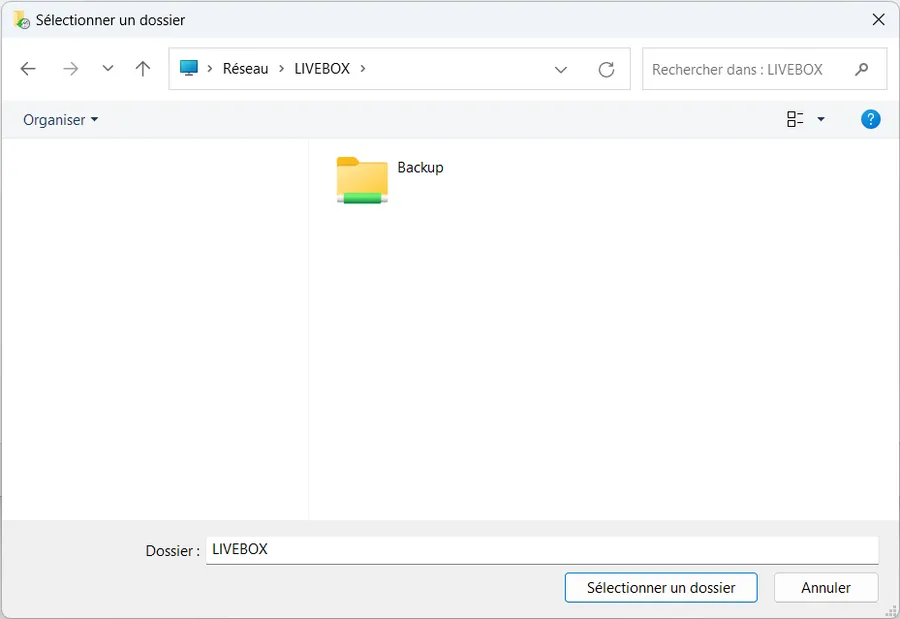 Sélectionner un dossier
Réseau > LIVEBOX >
Rechercher dans : LIVEBOX
Organiser
?
Backup
Dossier : LIVEBOX
Sélectionner un dossier
Annuler